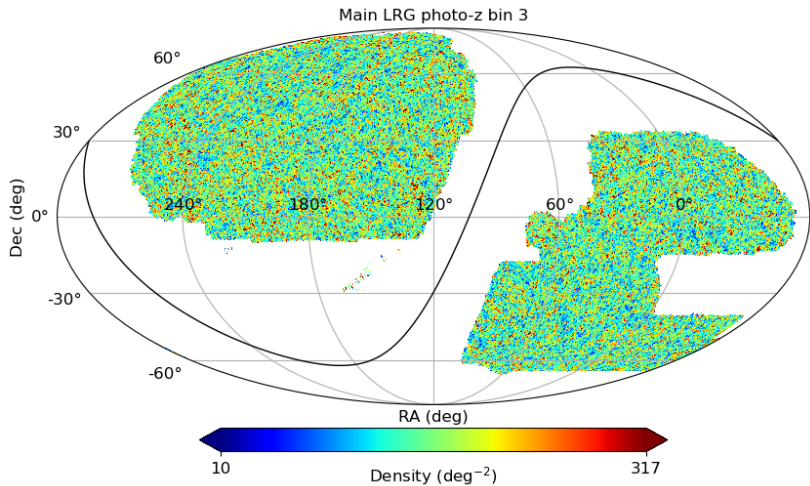 Main LRG photo-z bin 3
60°
30°
240° 180° 120° 60° 0°
0°
-30°
-60°
Dec (deg)
RA (deg)
10 317
Density (deg⁻²)